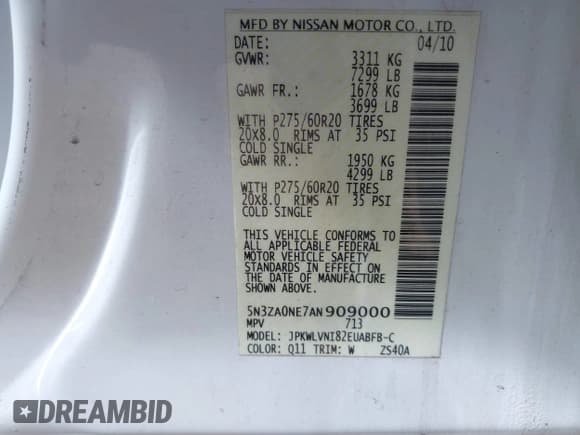 MFD BY NISSAN MOTOR CO., LTD.
DATE: 04/10
GVWR: 3311 KG
7299 LB
GAWR FR.: 1678 KG
3699 LB
WITH P275/60R20 TIRES
20X8.0 RIMS AT 35 PSI
COLD SINGLE
GAWR RR.: 1950 KG
4299 LB
WITH P275/60R20 TIRES
20X8.0 RIMS AT 35 PSI
COLD SINGLE
THIS VEHICLE CONFORMS TO
ALL APPLICABLE FEDERAL
MOTOR VEHICLE SAFETY
STANDARDS IN EFFECT ON
THE DATE OF MANUFACTURE
SHOWN ABOVE.
5N3ZA0NE7AN909000
MPV 713
MODEL: JPKWLVNI82EUABFB-C
COLOR: Q11 TRIM: W ZS40A
DREAMBID